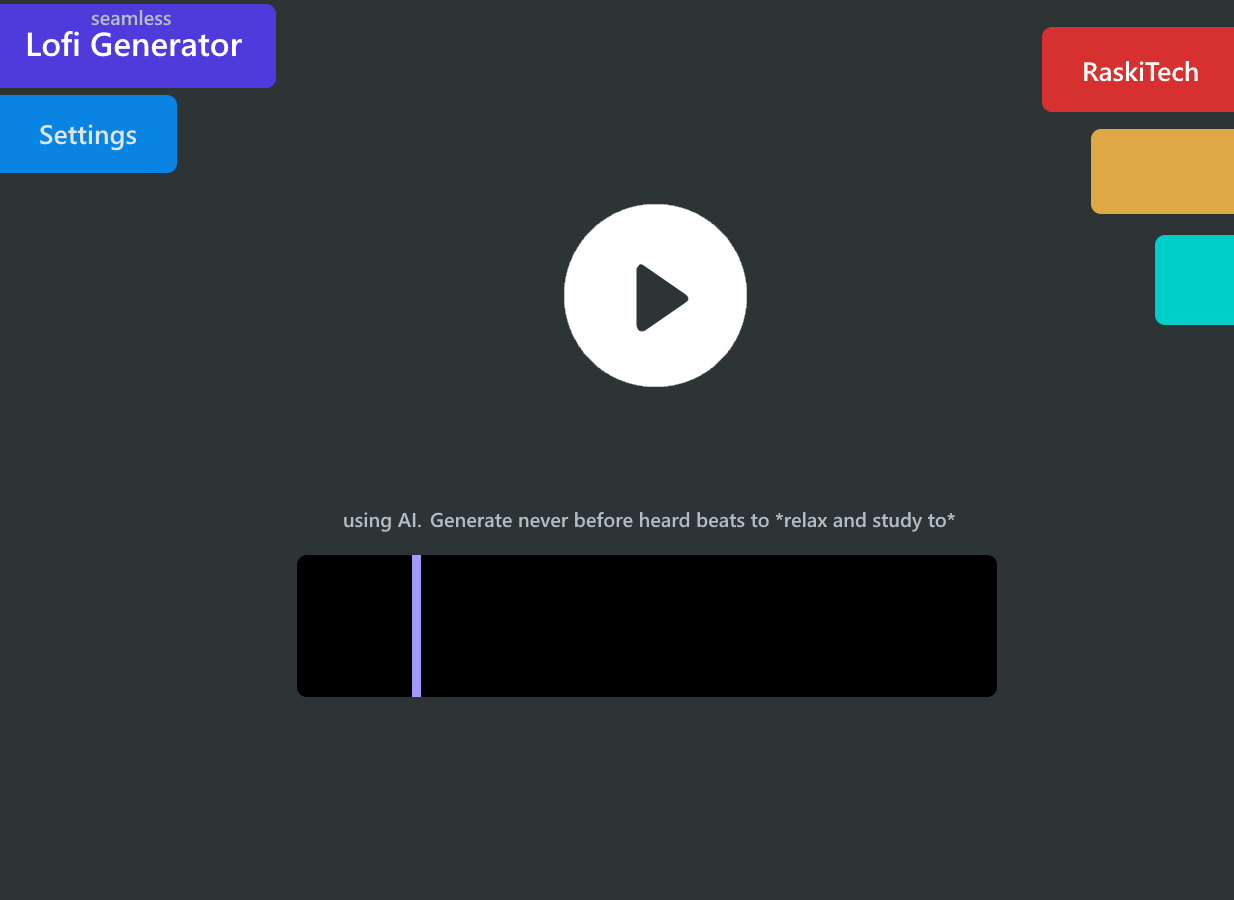 seamless
Lofi Generator
Settings
RaskiTech
using AI. Generate never before heard beats to *relax and study to*